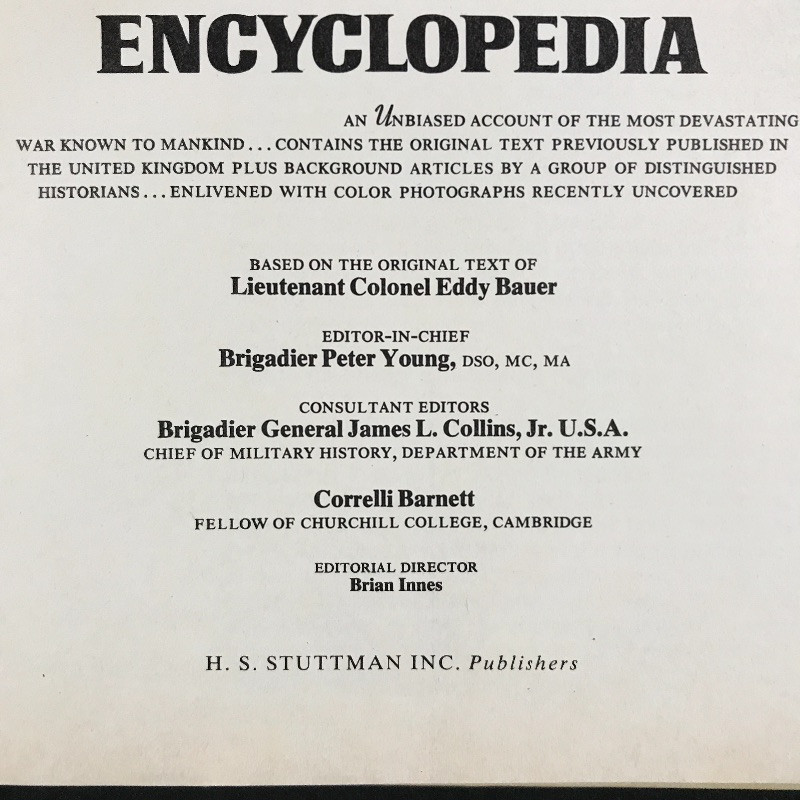 ENCYCLOPEDIA
AN UNBIASED ACCOUNT OF THE MOST DEVASTATING
WAR KNOWN TO MANKIND...CONTAINS THE ORIGINAL TEXT PREVIOUSLY PUBLISHED IN
THE UNITED KINGDOM PLUS BACKGROUND ARTICLES BY A GROUP OF DISTINGUISHED
HISTORIANS...ENLIVENED WITH COLOR PHOTOGRAPHS RECENTLY UNCOVERED
BASED ON THE ORIGINAL TEXT OF
Lieutenant Colonel Eddy Bauer
EDITOR-IN-CHIEF
Brigadier Peter Young, DSO, MC, MA
CONSULTANT EDITORS
Brigadier General James L. Collins, Jr. U.S.A.
CHIEF OF MILITARY HISTORY, DEPARTMENT OF THE ARMY
Correlli Barnett
FELLOW OF CHURCHILL COLLEGE, CAMBRIDGE
EDITORIAL DIRECTOR
Brian Innes
H. S. STUTTMAN INC. Publishers